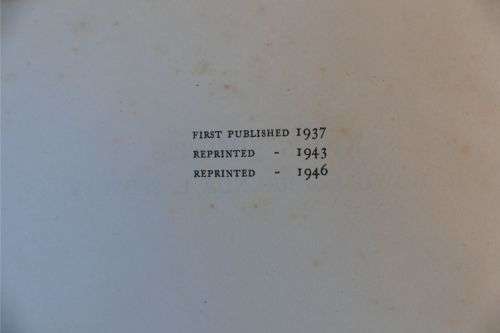 FIRST PUBLISHED 1937
REPRINTED - 1943
REPRINTED - 1946